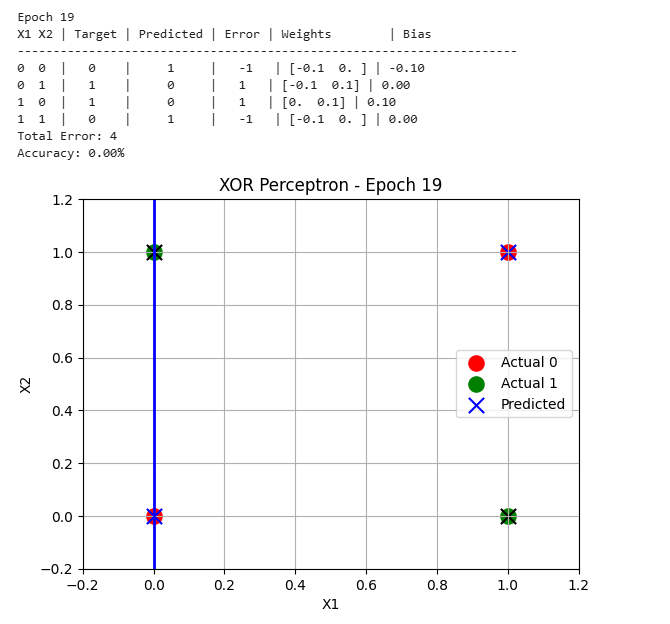 Epoch 19
X1 X2 | Target | Predicted | Error | Weights        | Bias
----------------------------------------------------------------------
0  0  |   0    |     1     |   -1   | [-0.1  0. ] | -0.10
0  1  |   1    |     0     |   1   | [-0.1  0.1] | 0.00
1  0  |   1    |     0     |   1   | [0.  0.1] | 0.10
1  1  |   0    |     1     |   -1   | [-0.1  0. ] | 0.00
Total Error: 4
Accuracy: 0.00%
XOR Perceptron - Epoch 19
1.2
1.0
0.8
0.6
0.4
0.2
0.0
−0.2
X2
Actual 0
Actual 1
Predicted
−0.2 0.0 0.2 0.4 0.6 0.8 1.0 1.2
X1